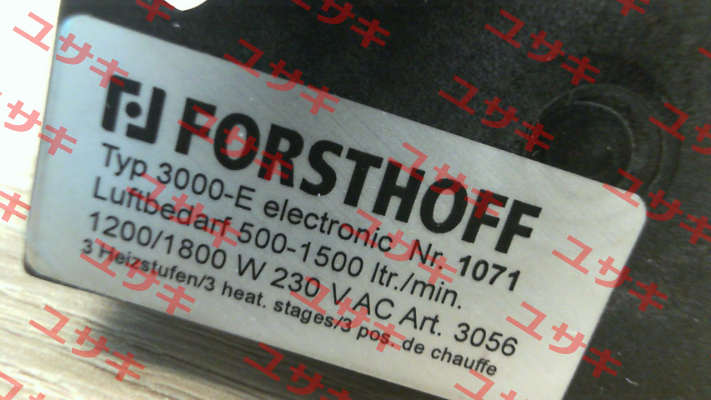 FORSTHOFF
Typ 3000-E electronic Nr. 1071
Luftbedarf 500-1500 ltr./min.
1200/1800 W 230 V AC Art. 3056
3 Heizstufen/3 heat. stages/3 pos. de chauffe
ユサキ